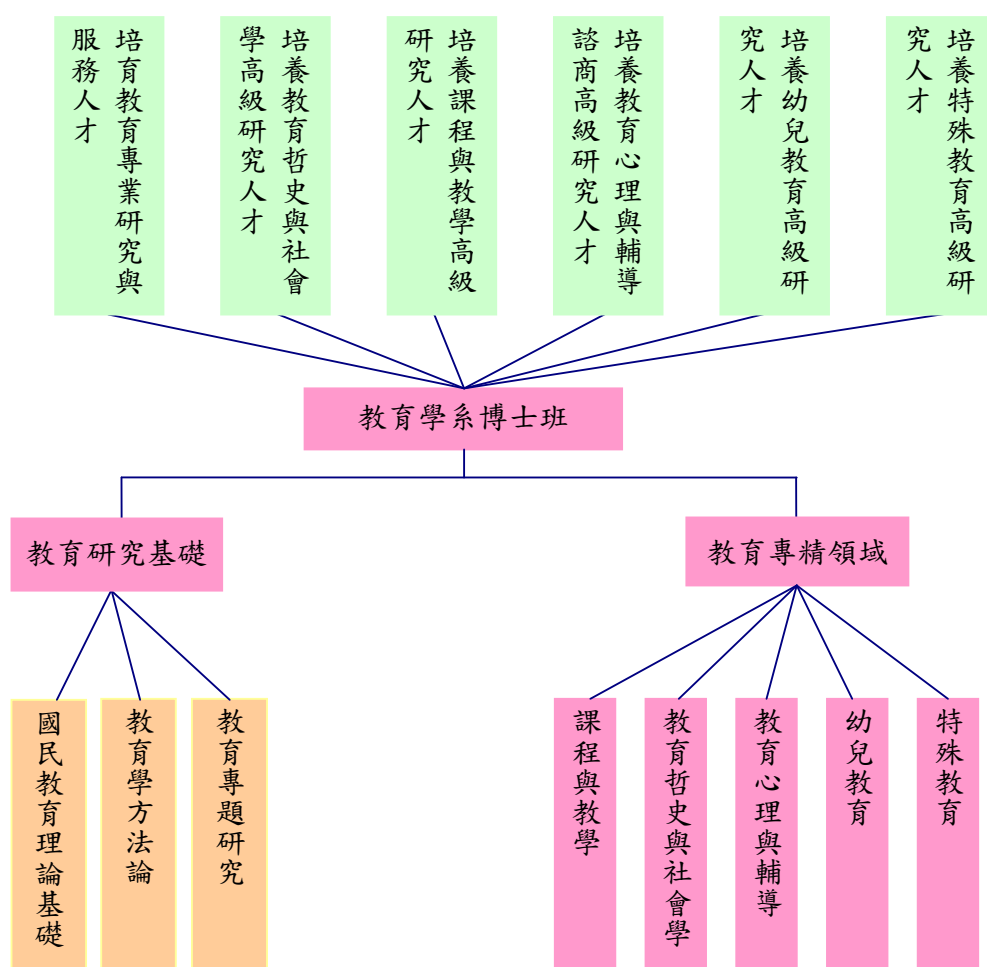 培育教育專業研究與
服務人才
培養教育哲史與社會
學高級研究人才
培養課程與教學高級
研究人才
培養教育心理與輔導
諮商高級研究人才
培養幼兒教育高級研
究人才
培養特殊教育高級研
究人才
教育學系博士班
教育研究基礎
教育專精領域
國民教育理論基礎
教育學方法論
教育專題研究
課程與教學
教育哲史與社會學
教育心理與輔導
幼兒教育
特殊教育